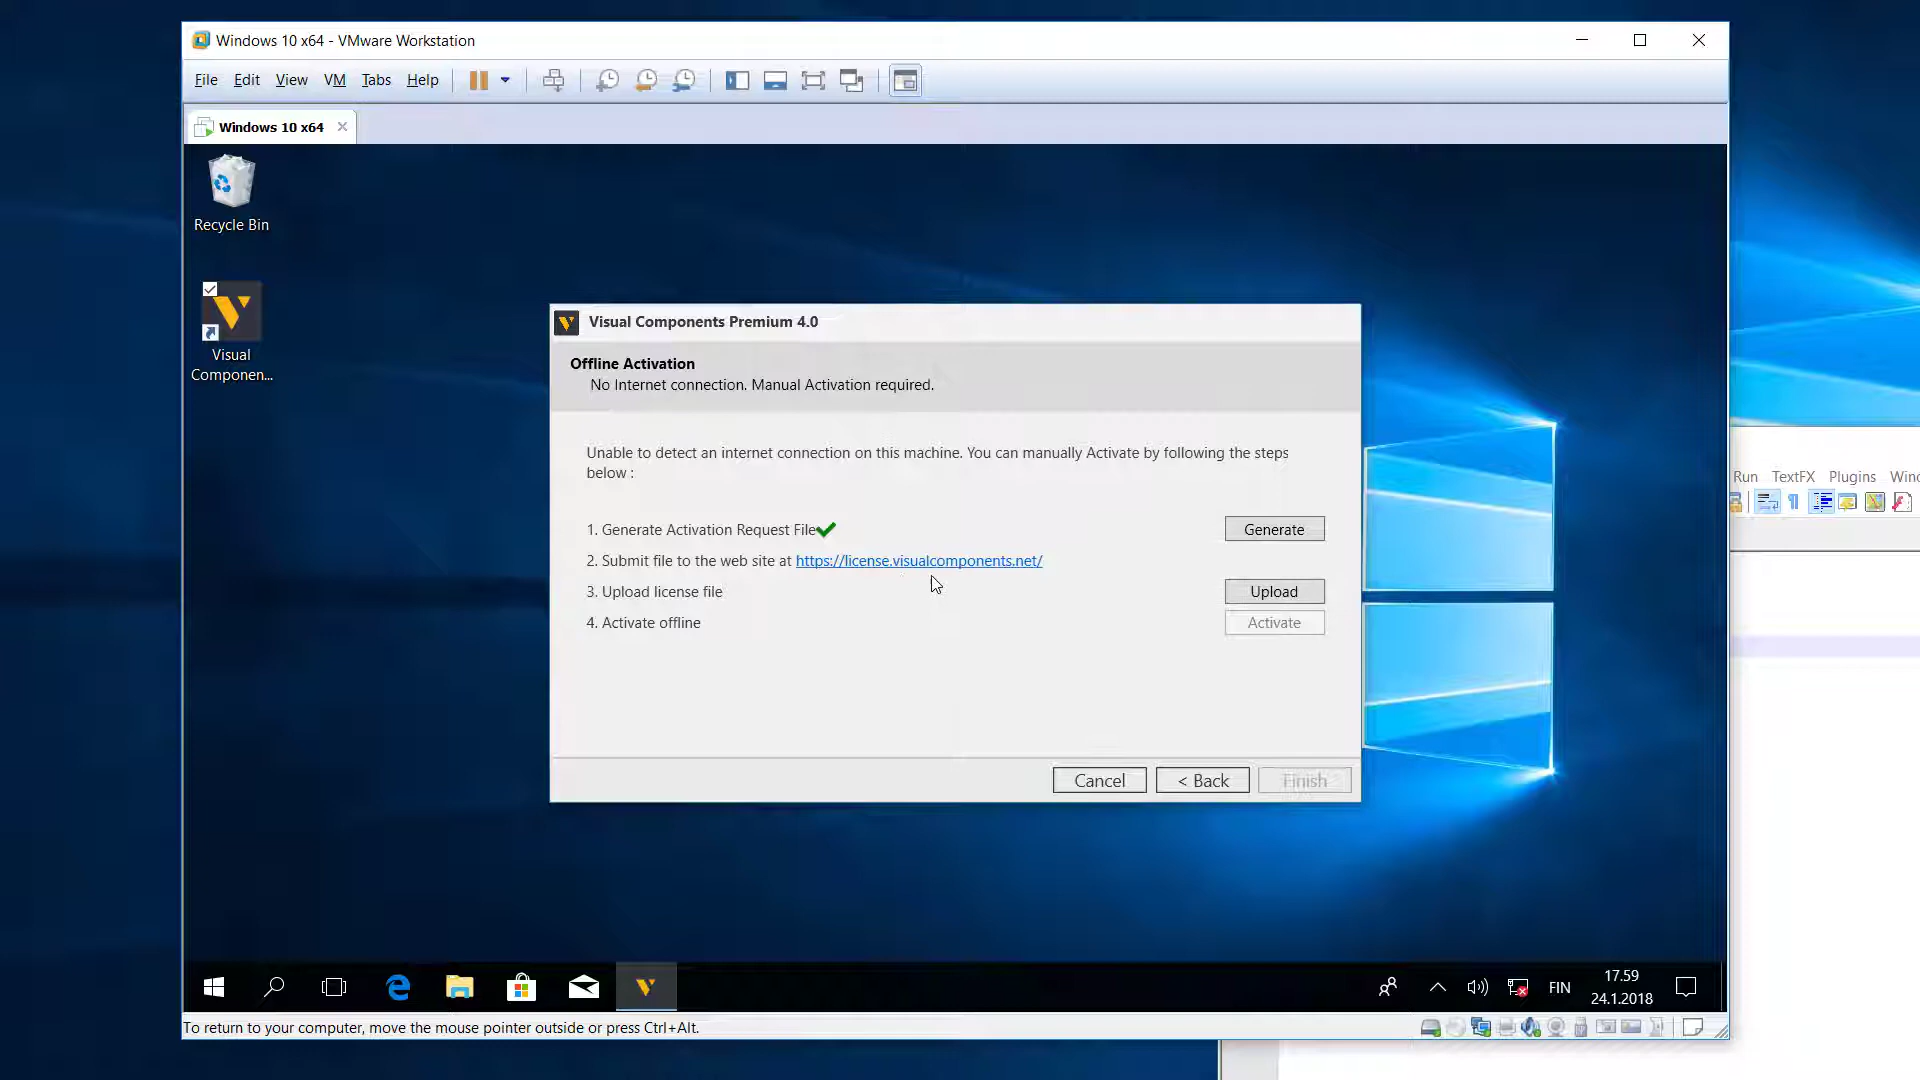 Windows 10 x64 - VMware Workstation
File Edit View VM Tabs Help
Windows 10 x64
Recycle Bin
Visual
Componen...
Visual Components Premium 4.0
Offline Activation
No Internet connection. Manual Activation required.
Unable to detect an internet connection on this machine. You can manually Activate by following the steps
below :
1. Generate Activation Request File
Generate
2. Submit file to the web site at https://license.visualcomponents.net/
3. Upload license file
Upload
4. Activate offline
Activate
Cancel
< Back
Finish
Run TextFX Plugins Wind
FIN
17.59
24.1.2018
To return to your computer, move the mouse pointer outside or press Ctrl+Alt.